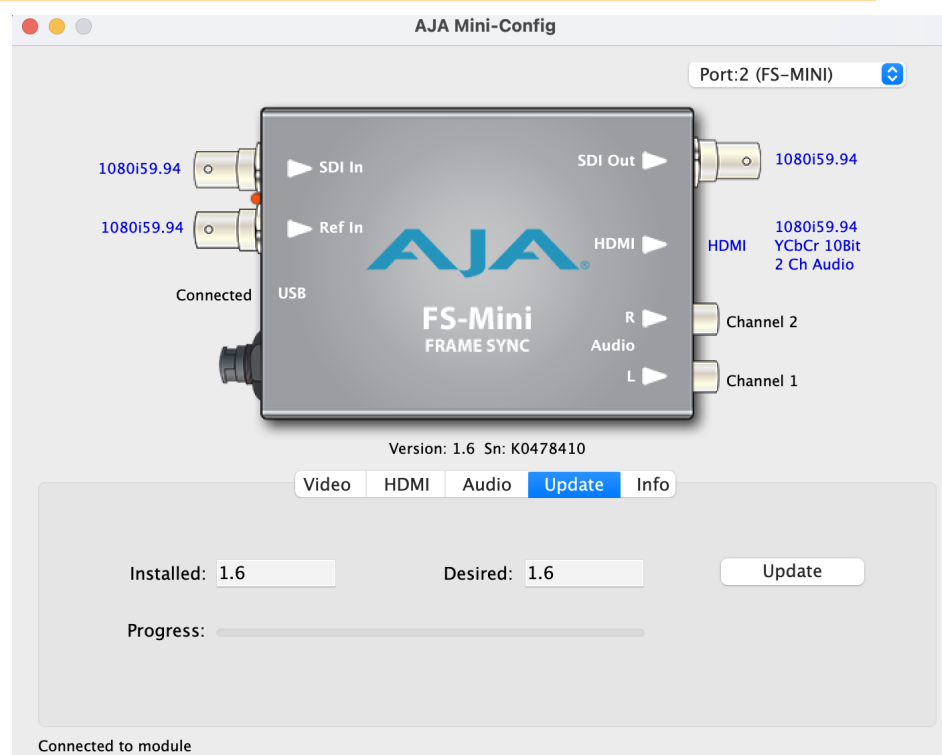 AJA Mini-Config
Port:2 (FS-MINI)
1080i59.94
SDI In
SDI Out
1080i59.94
1080i59.94
Ref In
HDMI
HDMI
1080i59.94
YCbCr 10Bit
2 Ch Audio
AJA
Connected
USB
FS-Mini
FRAME SYNC
R
Channel 2
Audio
L
Channel 1
Version: 1.6 Sn: K0478410
Video HDMI Audio Update Info
Installed: 1.6 Desired: 1.6 Update
Progress:
Connected to module